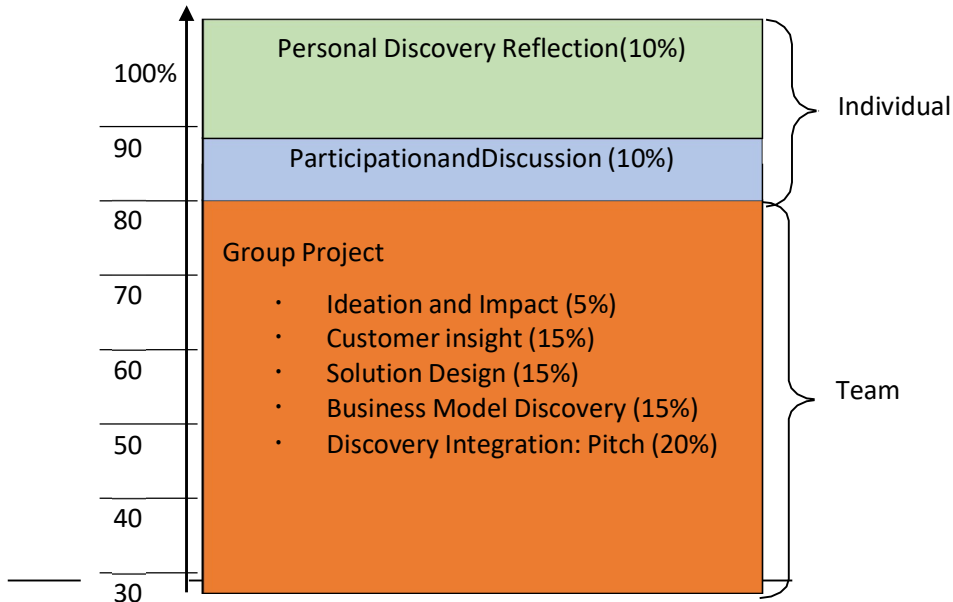 Personal Discovery Reflection(10%)
100%
Individual
90
ParticipationandDiscussion (10%)
80
Group Project
70
· Ideation and Impact (5%)
· Customer insight (15%)
60
· Solution Design (15%)
Team
· Business Model Discovery (15%)
50
· Discovery Integration: Pitch (20%)
40
30